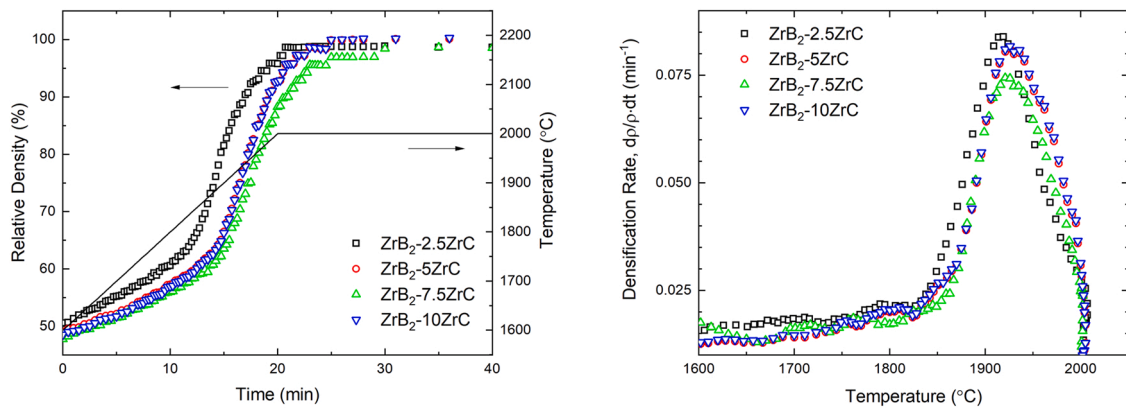 100
90
80
70
60
50
Relative Density (%)
0
10
20
30
40
Time (min)
2200
2100
2000
1900
1800
1700
1600
Temperature (°C)
ZrB₂-2.5ZrC
ZrB₂-5ZrC
ZrB₂-7.5ZrC
ZrB₂-10ZrC
0.075
0.050
0.025
Densification Rate, dρ/ρ·dt (min⁻¹)
1600
1700
1800
1900
2000
Temperature (°C)
ZrB₂-2.5ZrC
ZrB₂-5ZrC
ZrB₂-7.5ZrC
ZrB₂-10ZrC